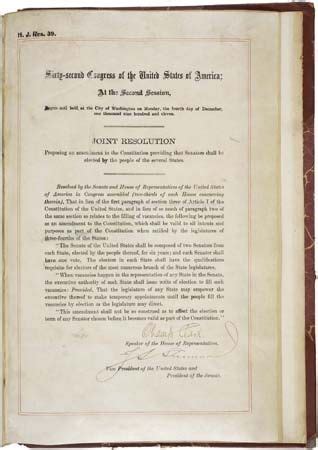 H. J. Res. 39.
Sixty-second Congress of the United States of America;
At the Second Session,
Begun and held at the City of Washington on Monday, the fourth day of December,
one thousand nine hundred and eleven.
JOINT RESOLUTION
Proposing an amendment to the Constitution providing that Senators shall be
elected by the people of the several States.
Resolved by the Senate and House of Representatives of the United States
of America in Congress assembled (two-thirds of each House concurring
therein), That in lieu of the first paragraph of section three of Article I of the
Constitution of the United States, and in lieu of so much of paragraph two of
the same section as relates to the filling of vacancies, the following be proposed
as an amendment to the Constitution, which shall be valid to all intents and
purposes as part of the Constitution when ratified by the legislatures of
three-fourths of the States:
"The Senate of the United States shall be composed of two Senators from
each State, elected by the people thereof, for six years; and each Senator shall
have one vote. The electors in each State shall have the qualifications
requisite for electors of the most numerous branch of the State legislatures.
"When vacancies happen in the representation of any State in the Senate,
the executive authority of such State shall issue writs of election to fill such
vacancies: Provided, That the legislature of any State may empower the
executive thereof to make temporary appointments until the people fill the
vacancies by election as the legislature may direct.
"This amendment shall not be so construed as to affect the election or
term of any Senator chosen before it becomes valid as part of the Constitution."
Champ Clark
Speaker of the House of Representatives.
Vice President of the United States and
President of the Senate.